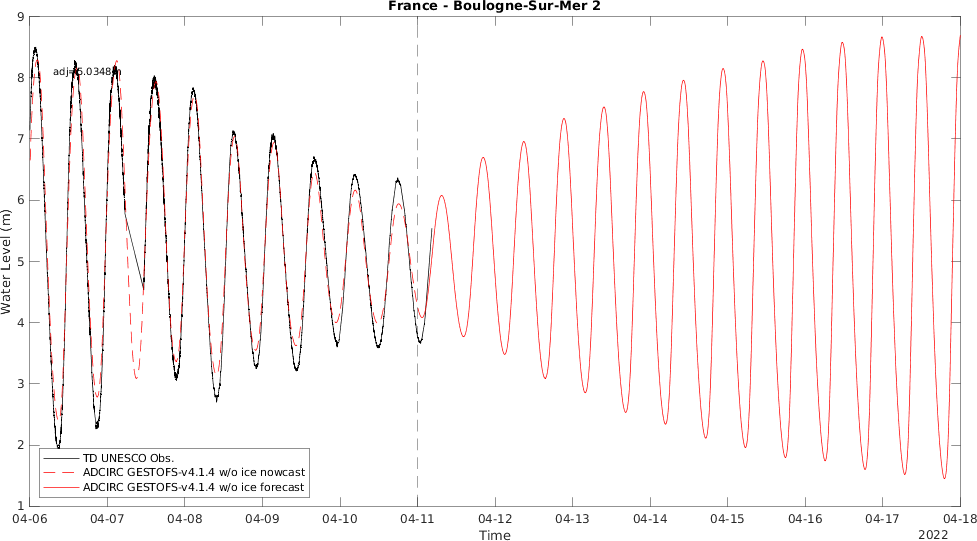 France - Boulogne-Sur-Mer 2
9
8
7
6
5
4
3
2
1
Water Level (m)
adj=5.0348m
TD UNESCO Obs.
ADCIRC GESTOFS-v4.1.4 w/o ice nowcast
ADCIRC GESTOFS-v4.1.4 w/o ice forecast
04-06 04-07 04-08 04-09 04-10 04-11 04-12 04-13 04-14 04-15 04-16 04-17 04-18
Time
2022